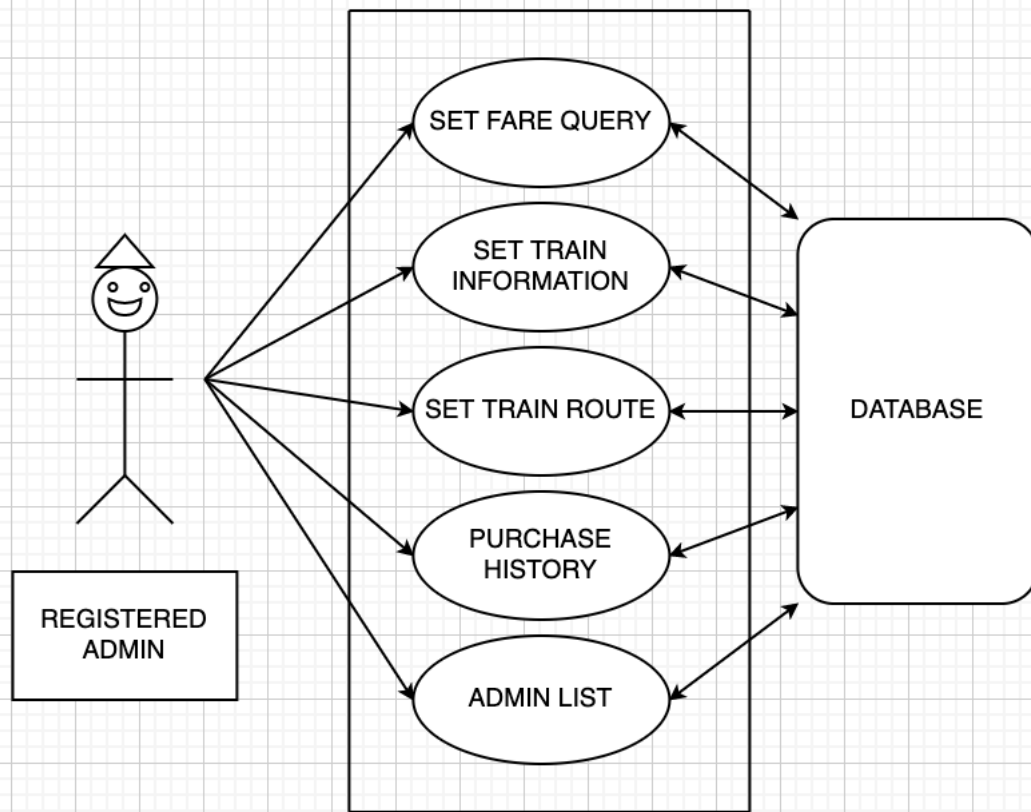 SET FARE QUERY
SET TRAIN
INFORMATION
SET TRAIN ROUTE
DATABASE
PURCHASE
HISTORY
REGISTERED
ADMIN
ADMIN LIST